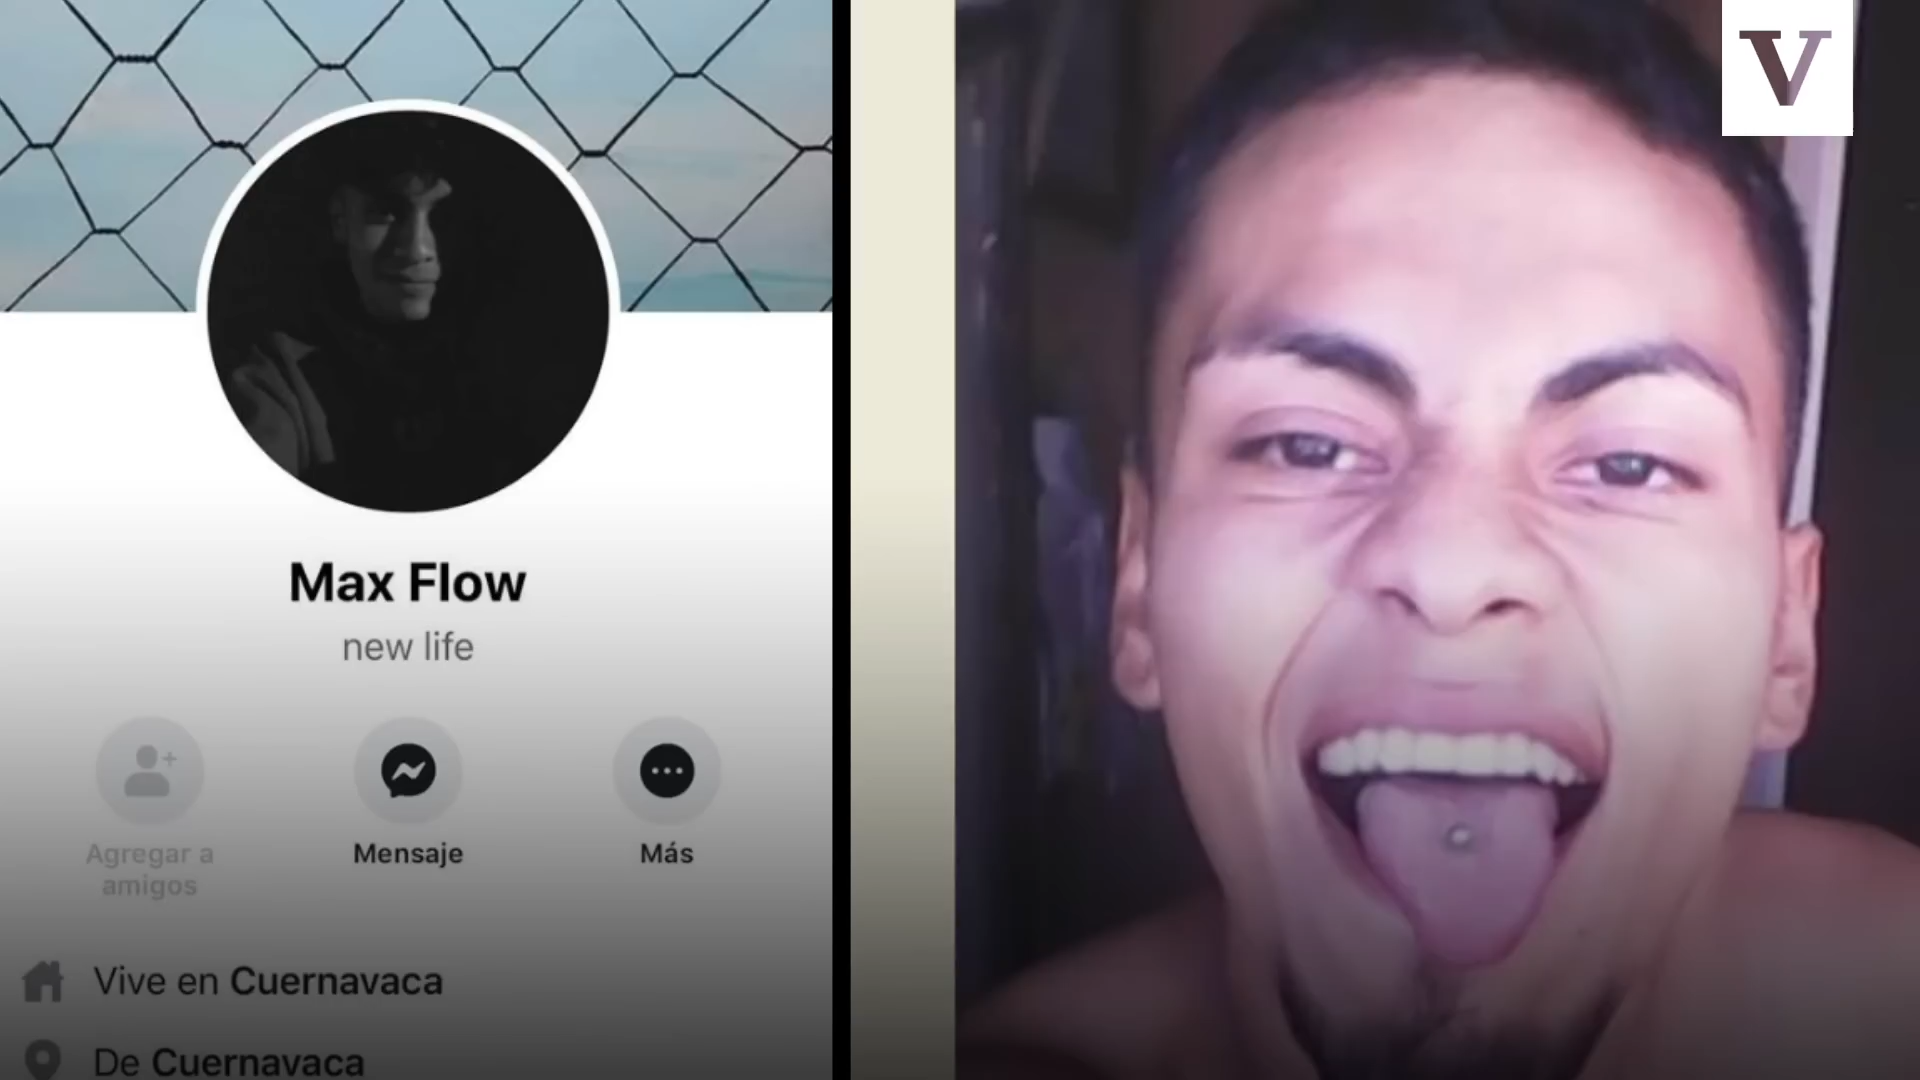 V
Max Flow
new life
Agregar a
amigos
Mensaje
Más
Vive en Cuernavaca
De Cuernavaca